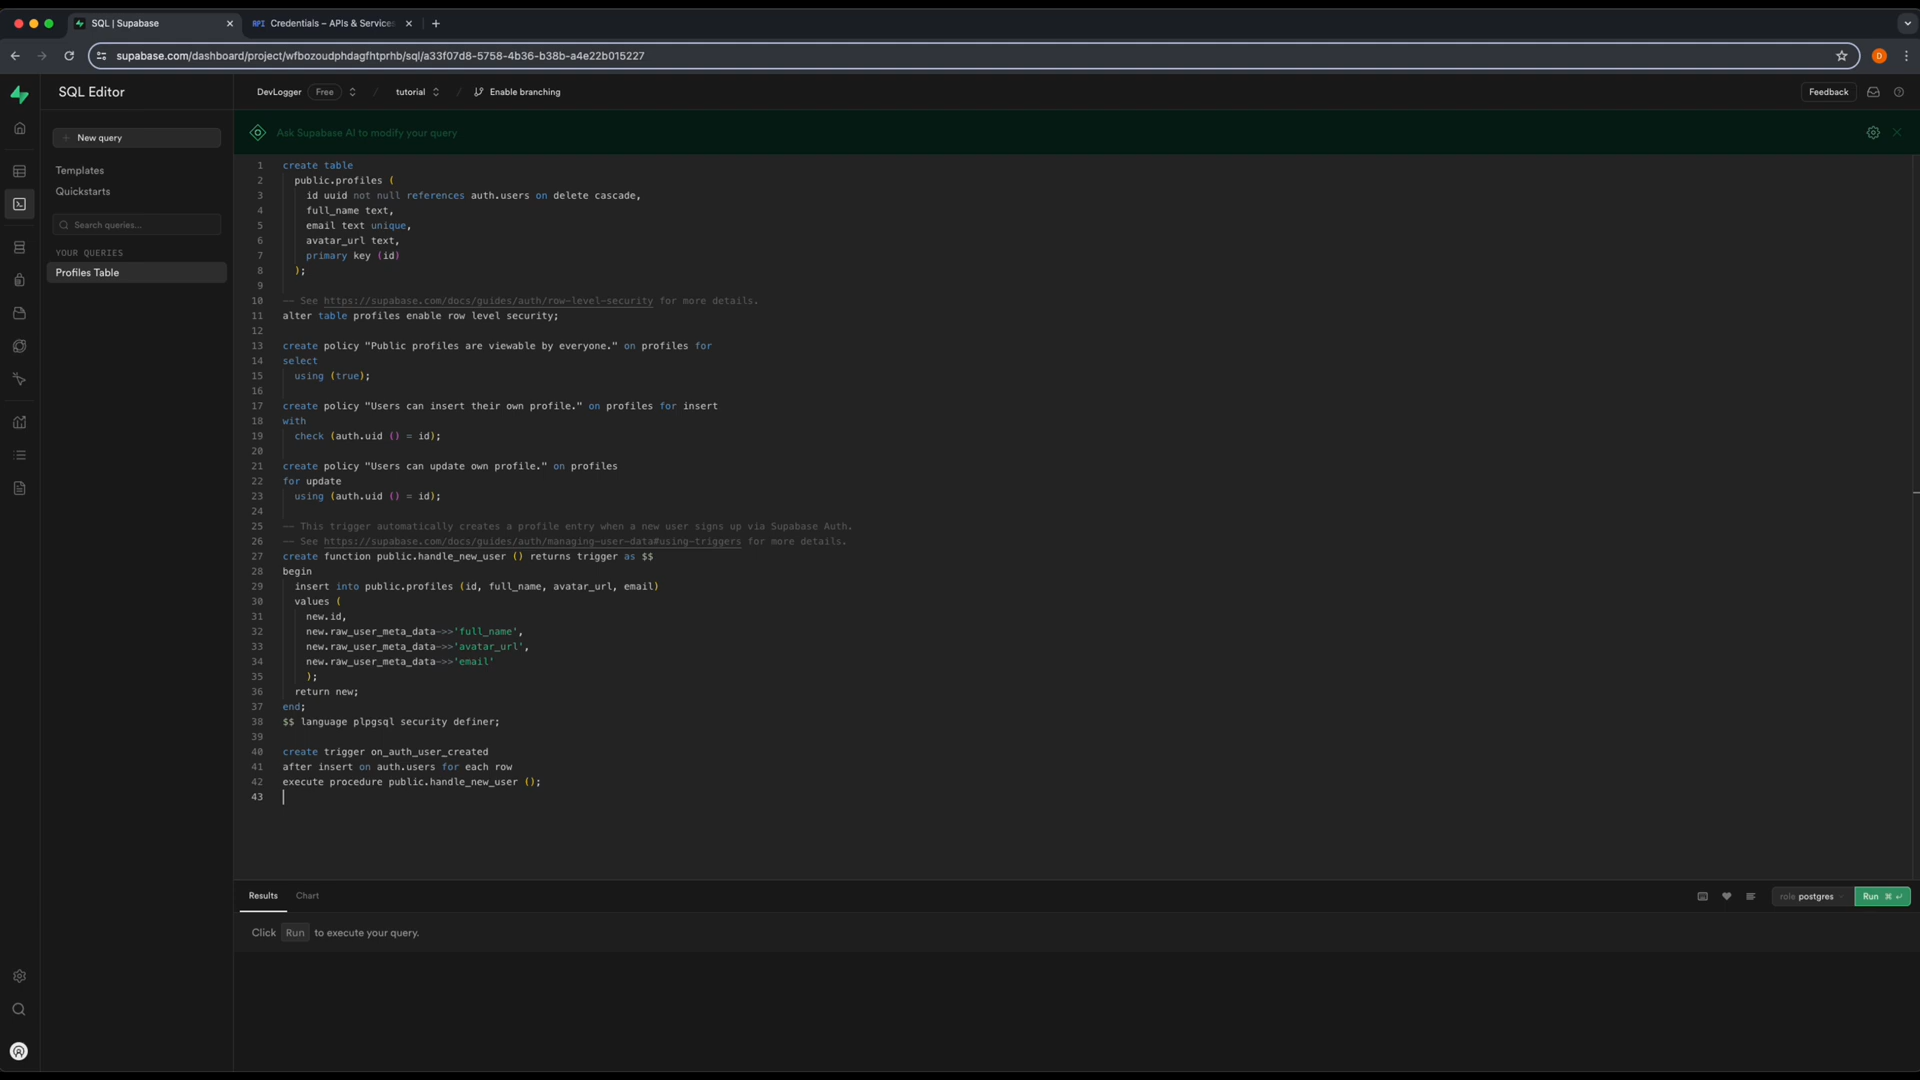 SQL | Supabase
API Credentials – APIs & Services
supabase.com/dashboard/project/wfbozoudphdagfhtprhb/sql/a33f07d8-5758-4b36-b38b-a4e22b015227
D
SQL Editor
DevLogger Free / tutorial / Enable branching
Feedback
New query
Ask Supabase AI to modify your query
Templates
Quickstarts
Search queries...
YOUR QUERIES
Profiles Table
1 create table
2 public.profiles (
3 id uuid not null references auth.users on delete cascade,
4 full_name text,
5 email text unique,
6 avatar_url text,
7 primary key (id)
8 );
9
10 -- See https://supabase.com/docs/guides/auth/row-level-security for more details.
11 alter table profiles enable row level security;
12
13 create policy "Public profiles are viewable by everyone." on profiles for
14 select
15 using (true);
16
17 create policy "Users can insert their own profile." on profiles for insert
18 with
19 check (auth.uid () = id);
20
21 create policy "Users can update own profile." on profiles
22 for update
23 using (auth.uid () = id);
24
25 -- This trigger automatically creates a profile entry when a new user signs up via Supabase Auth.
26 -- See https://supabase.com/docs/guides/auth/managing-user-data#using-triggers for more details.
27 create function public.handle_new_user () returns trigger as $$
28 begin
29 insert into public.profiles (id, full_name, avatar_url, email)
30 values (
31 new.id,
32 new.raw_user_meta_data->>'full_name',
33 new.raw_user_meta_data->>'avatar_url',
34 new.raw_user_meta_data->>'email'
35 );
36 return new;
37 end;
38 $$ language plpgsql security definer;
39
40 create trigger on_auth_user_created
41 after insert on auth.users for each row
42 execute procedure public.handle_new_user ();
43
Results Chart
role postgres
Run ⌘ ↵
Click Run to execute your query.